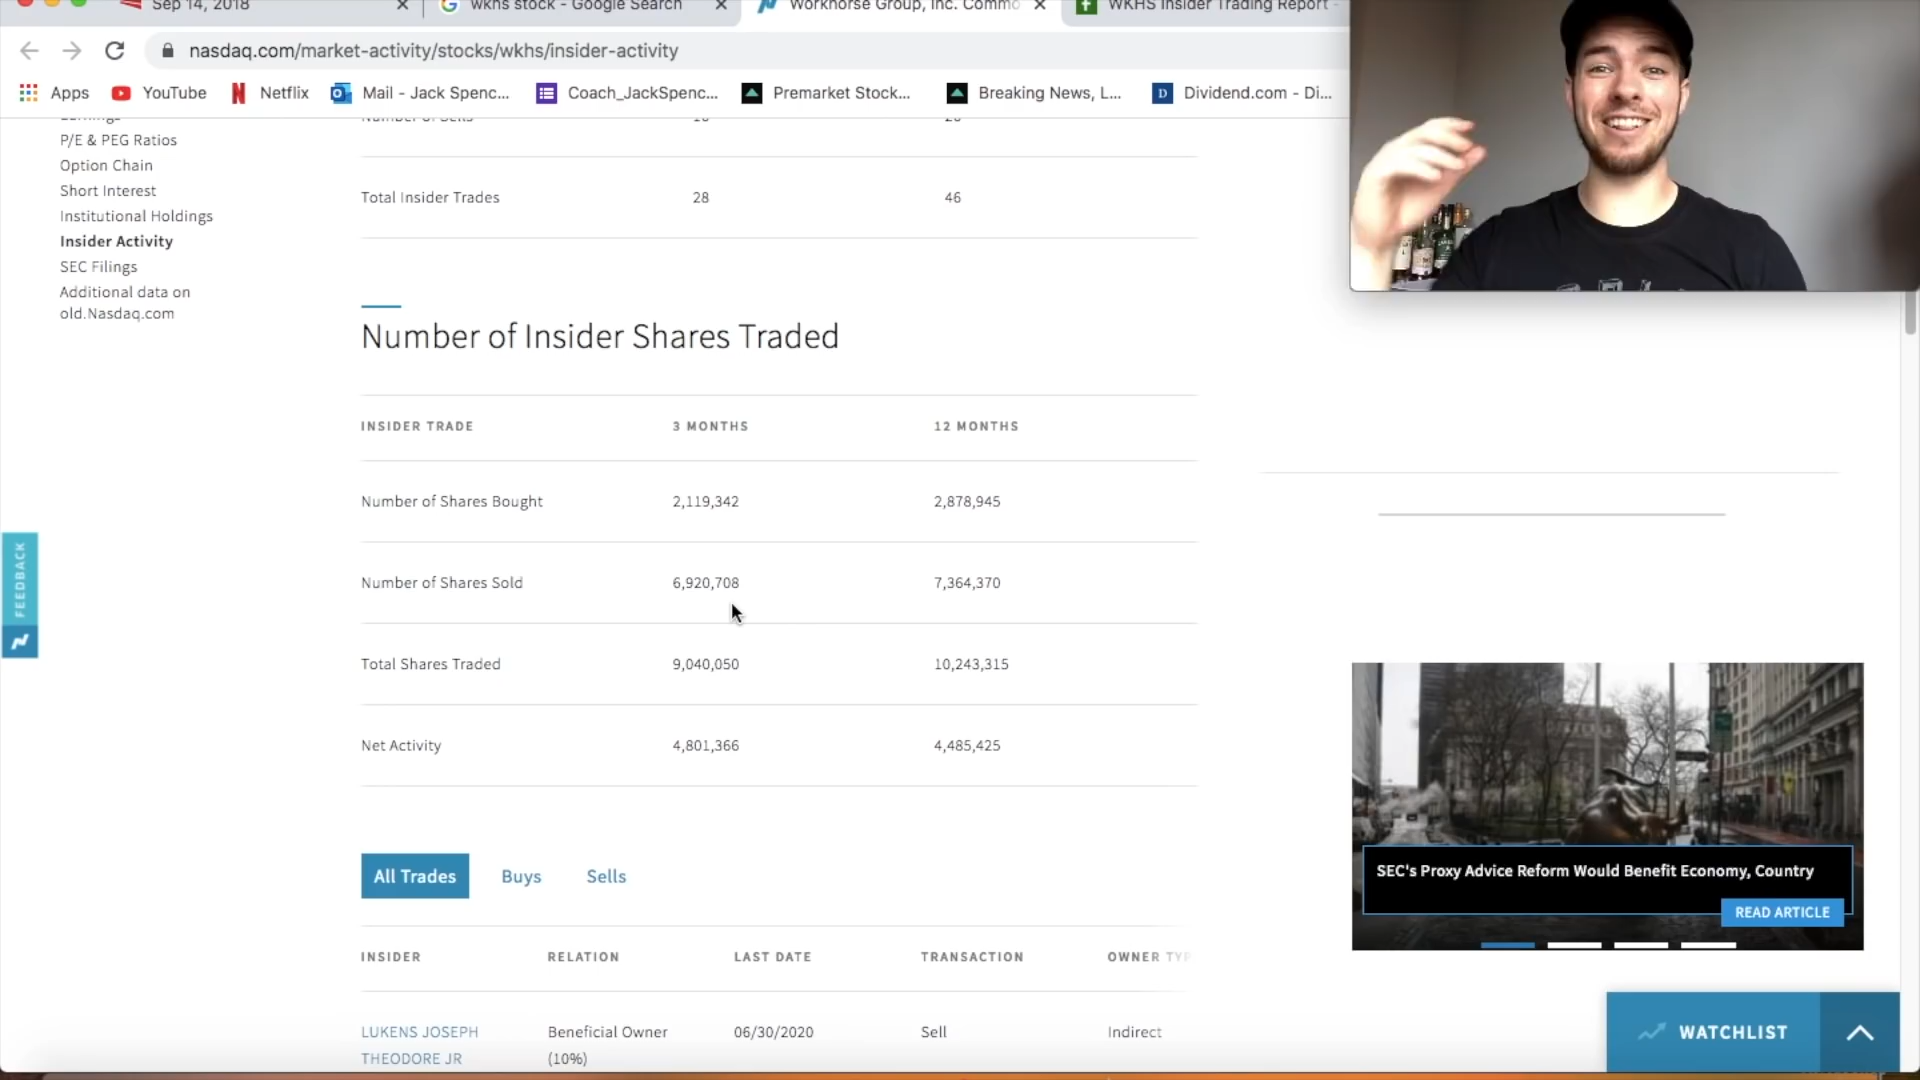 Sep 14, 2018
wkhs stock - Google Search
Workhorse Group, Inc. Commo
WKHS Insider Trading Report -
nasdaq.com/market-activity/stocks/wkhs/insider-activity
Apps
YouTube
Netflix
Mail - Jack Spenc...
Coach_JackSpenc...
Premarket Stock...
Breaking News, L...
Dividend.com - Di...
P/E & PEG Ratios
Option Chain
Short Interest
Institutional Holdings
Insider Activity
SEC Filings
Additional data on
old.Nasdaq.com
Total Insider Trades 28 46
Number of Insider Shares Traded
INSIDER TRADE 3 MONTHS 12 MONTHS
Number of Shares Bought 2,119,342 2,878,945
Number of Shares Sold 6,920,708 7,364,370
Total Shares Traded 9,040,050 10,243,315
Net Activity 4,801,366 4,485,425
All Trades Buys Sells
INSIDER RELATION LAST DATE TRANSACTION OWNER TYP
LUKENS JOSEPH Beneficial Owner 06/30/2020 Sell Indirect
THEODORE JR (10%)
FEEDBACK
SEC's Proxy Advice Reform Would Benefit Economy, Country
READ ARTICLE
WATCHLIST